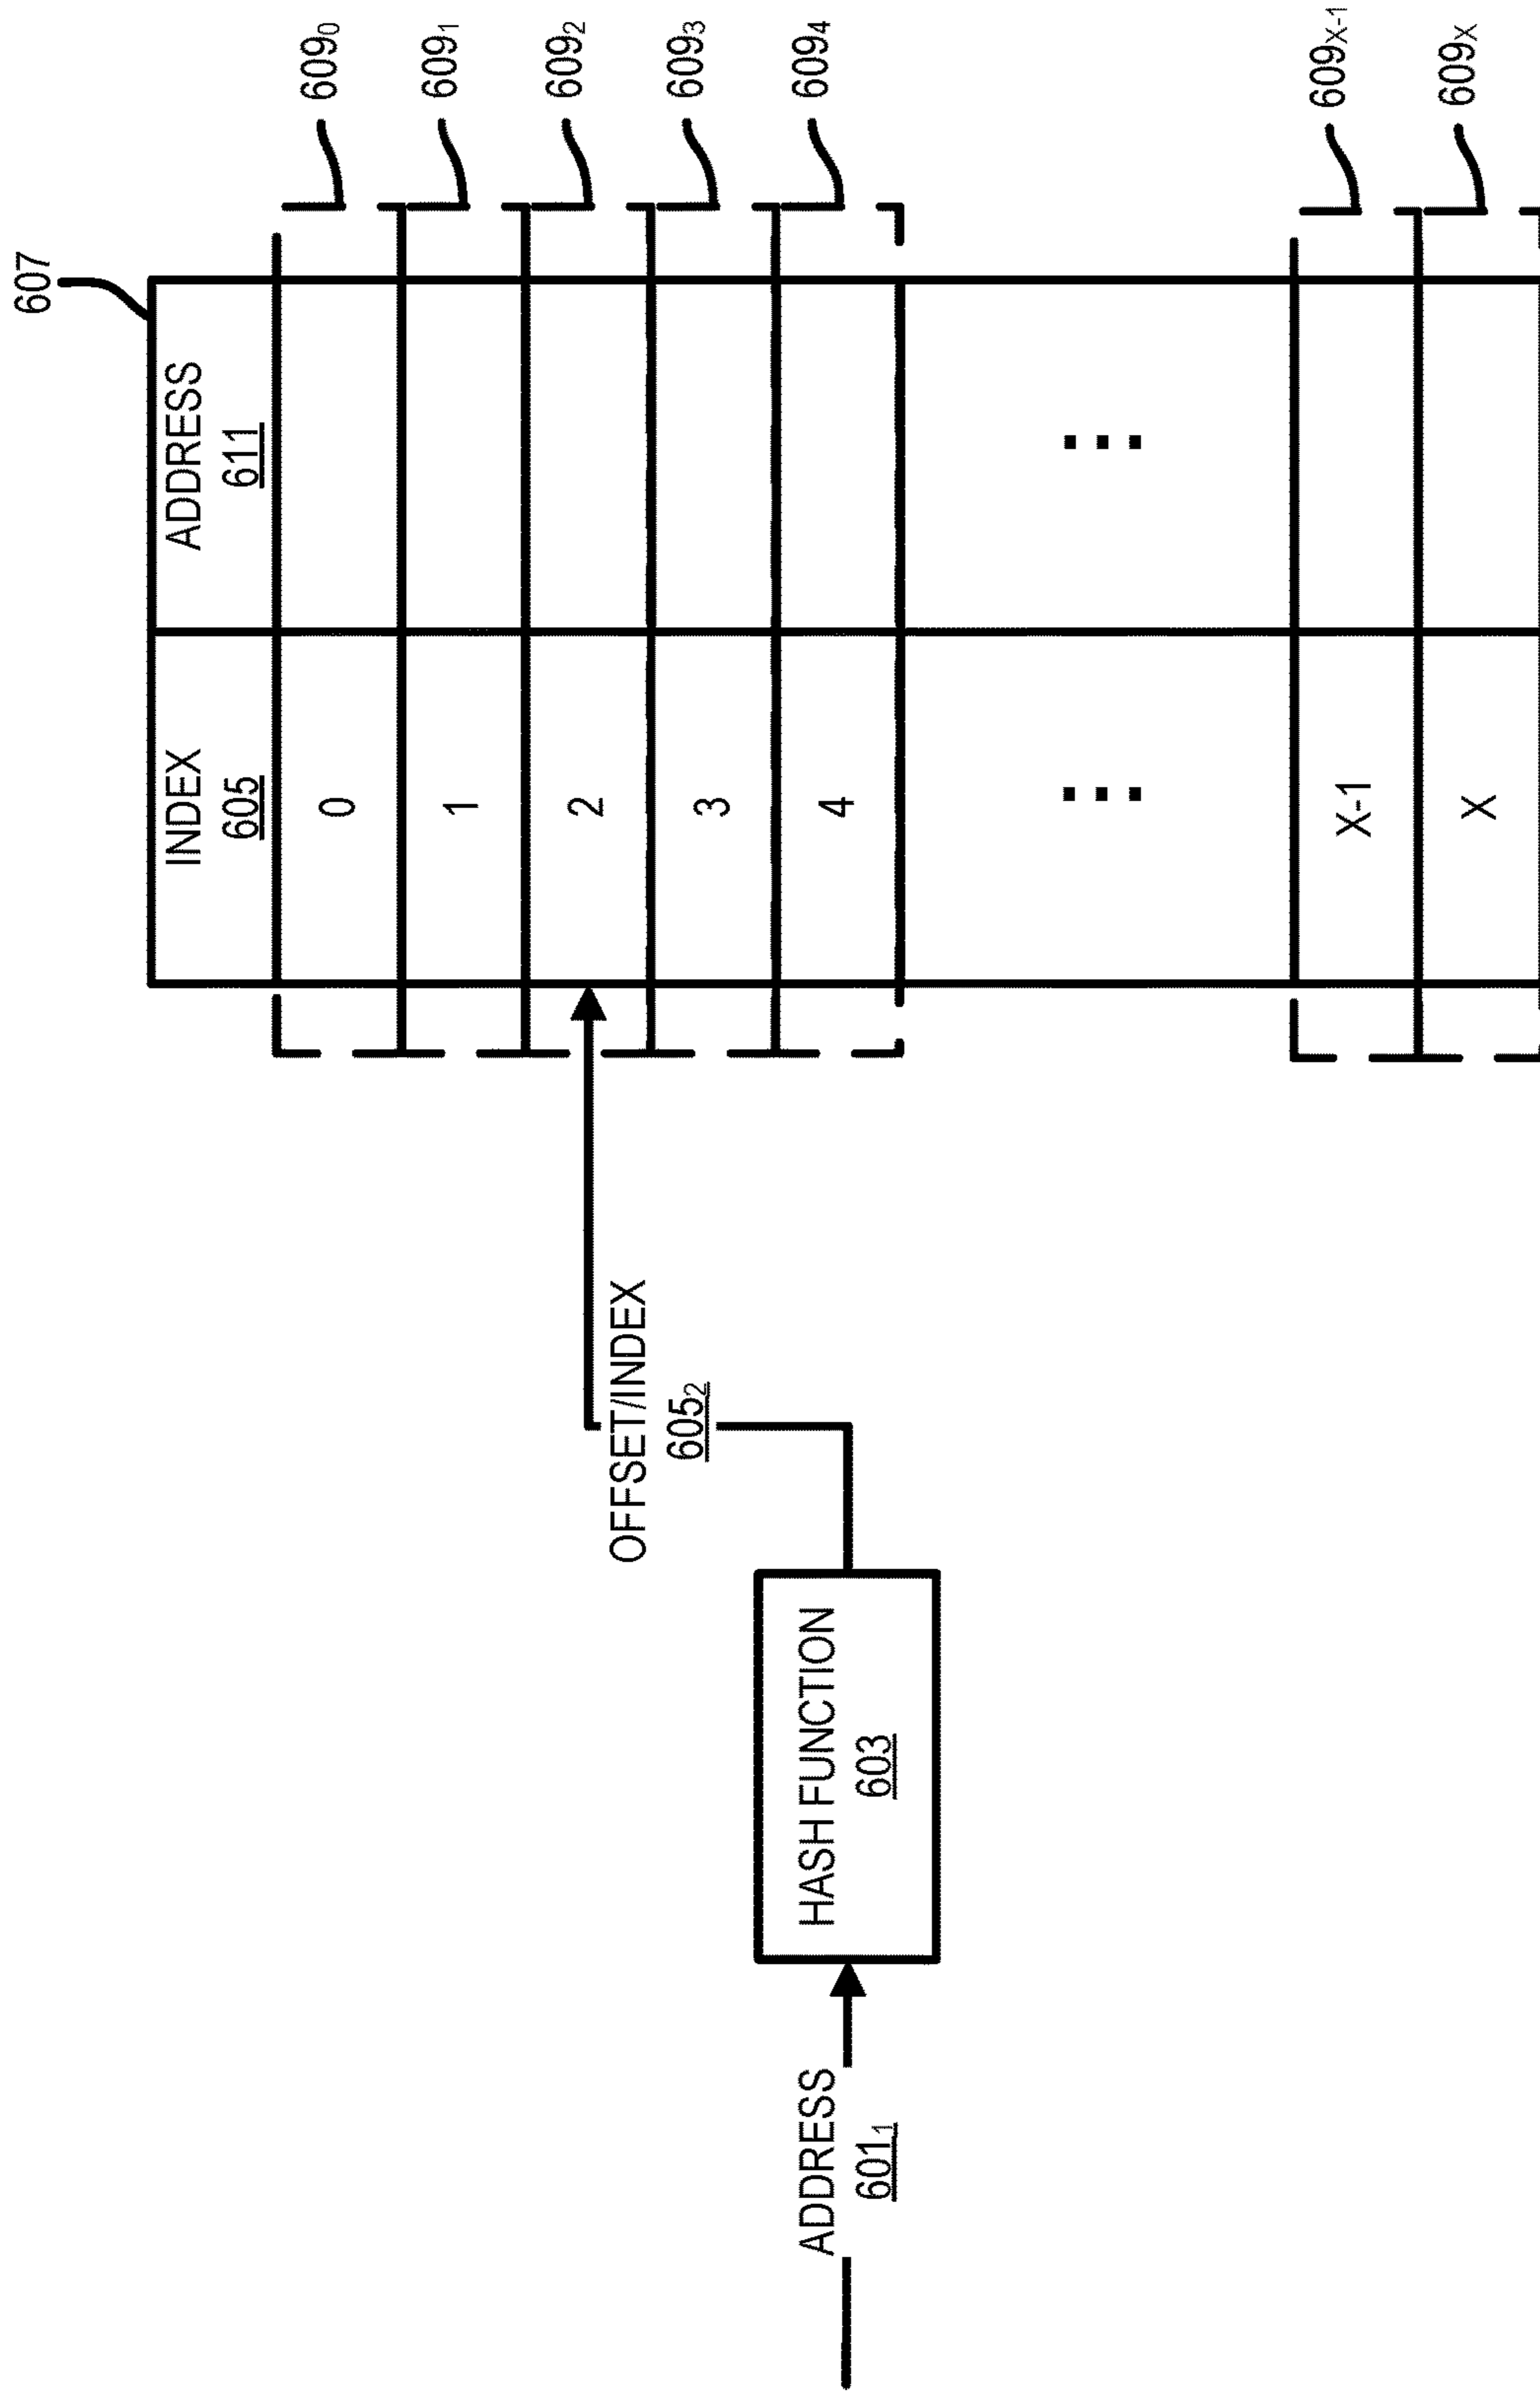 607
INDEX
605
ADDRESS
611
0
609₀
1
609₁
2
609₂
3
609₃
4
609₄
⋮ ⋮
X-1
609X-1
X
609X
OFFSET/INDEX
605₂
ADDRESS
601₁
HASH FUNCTION
603